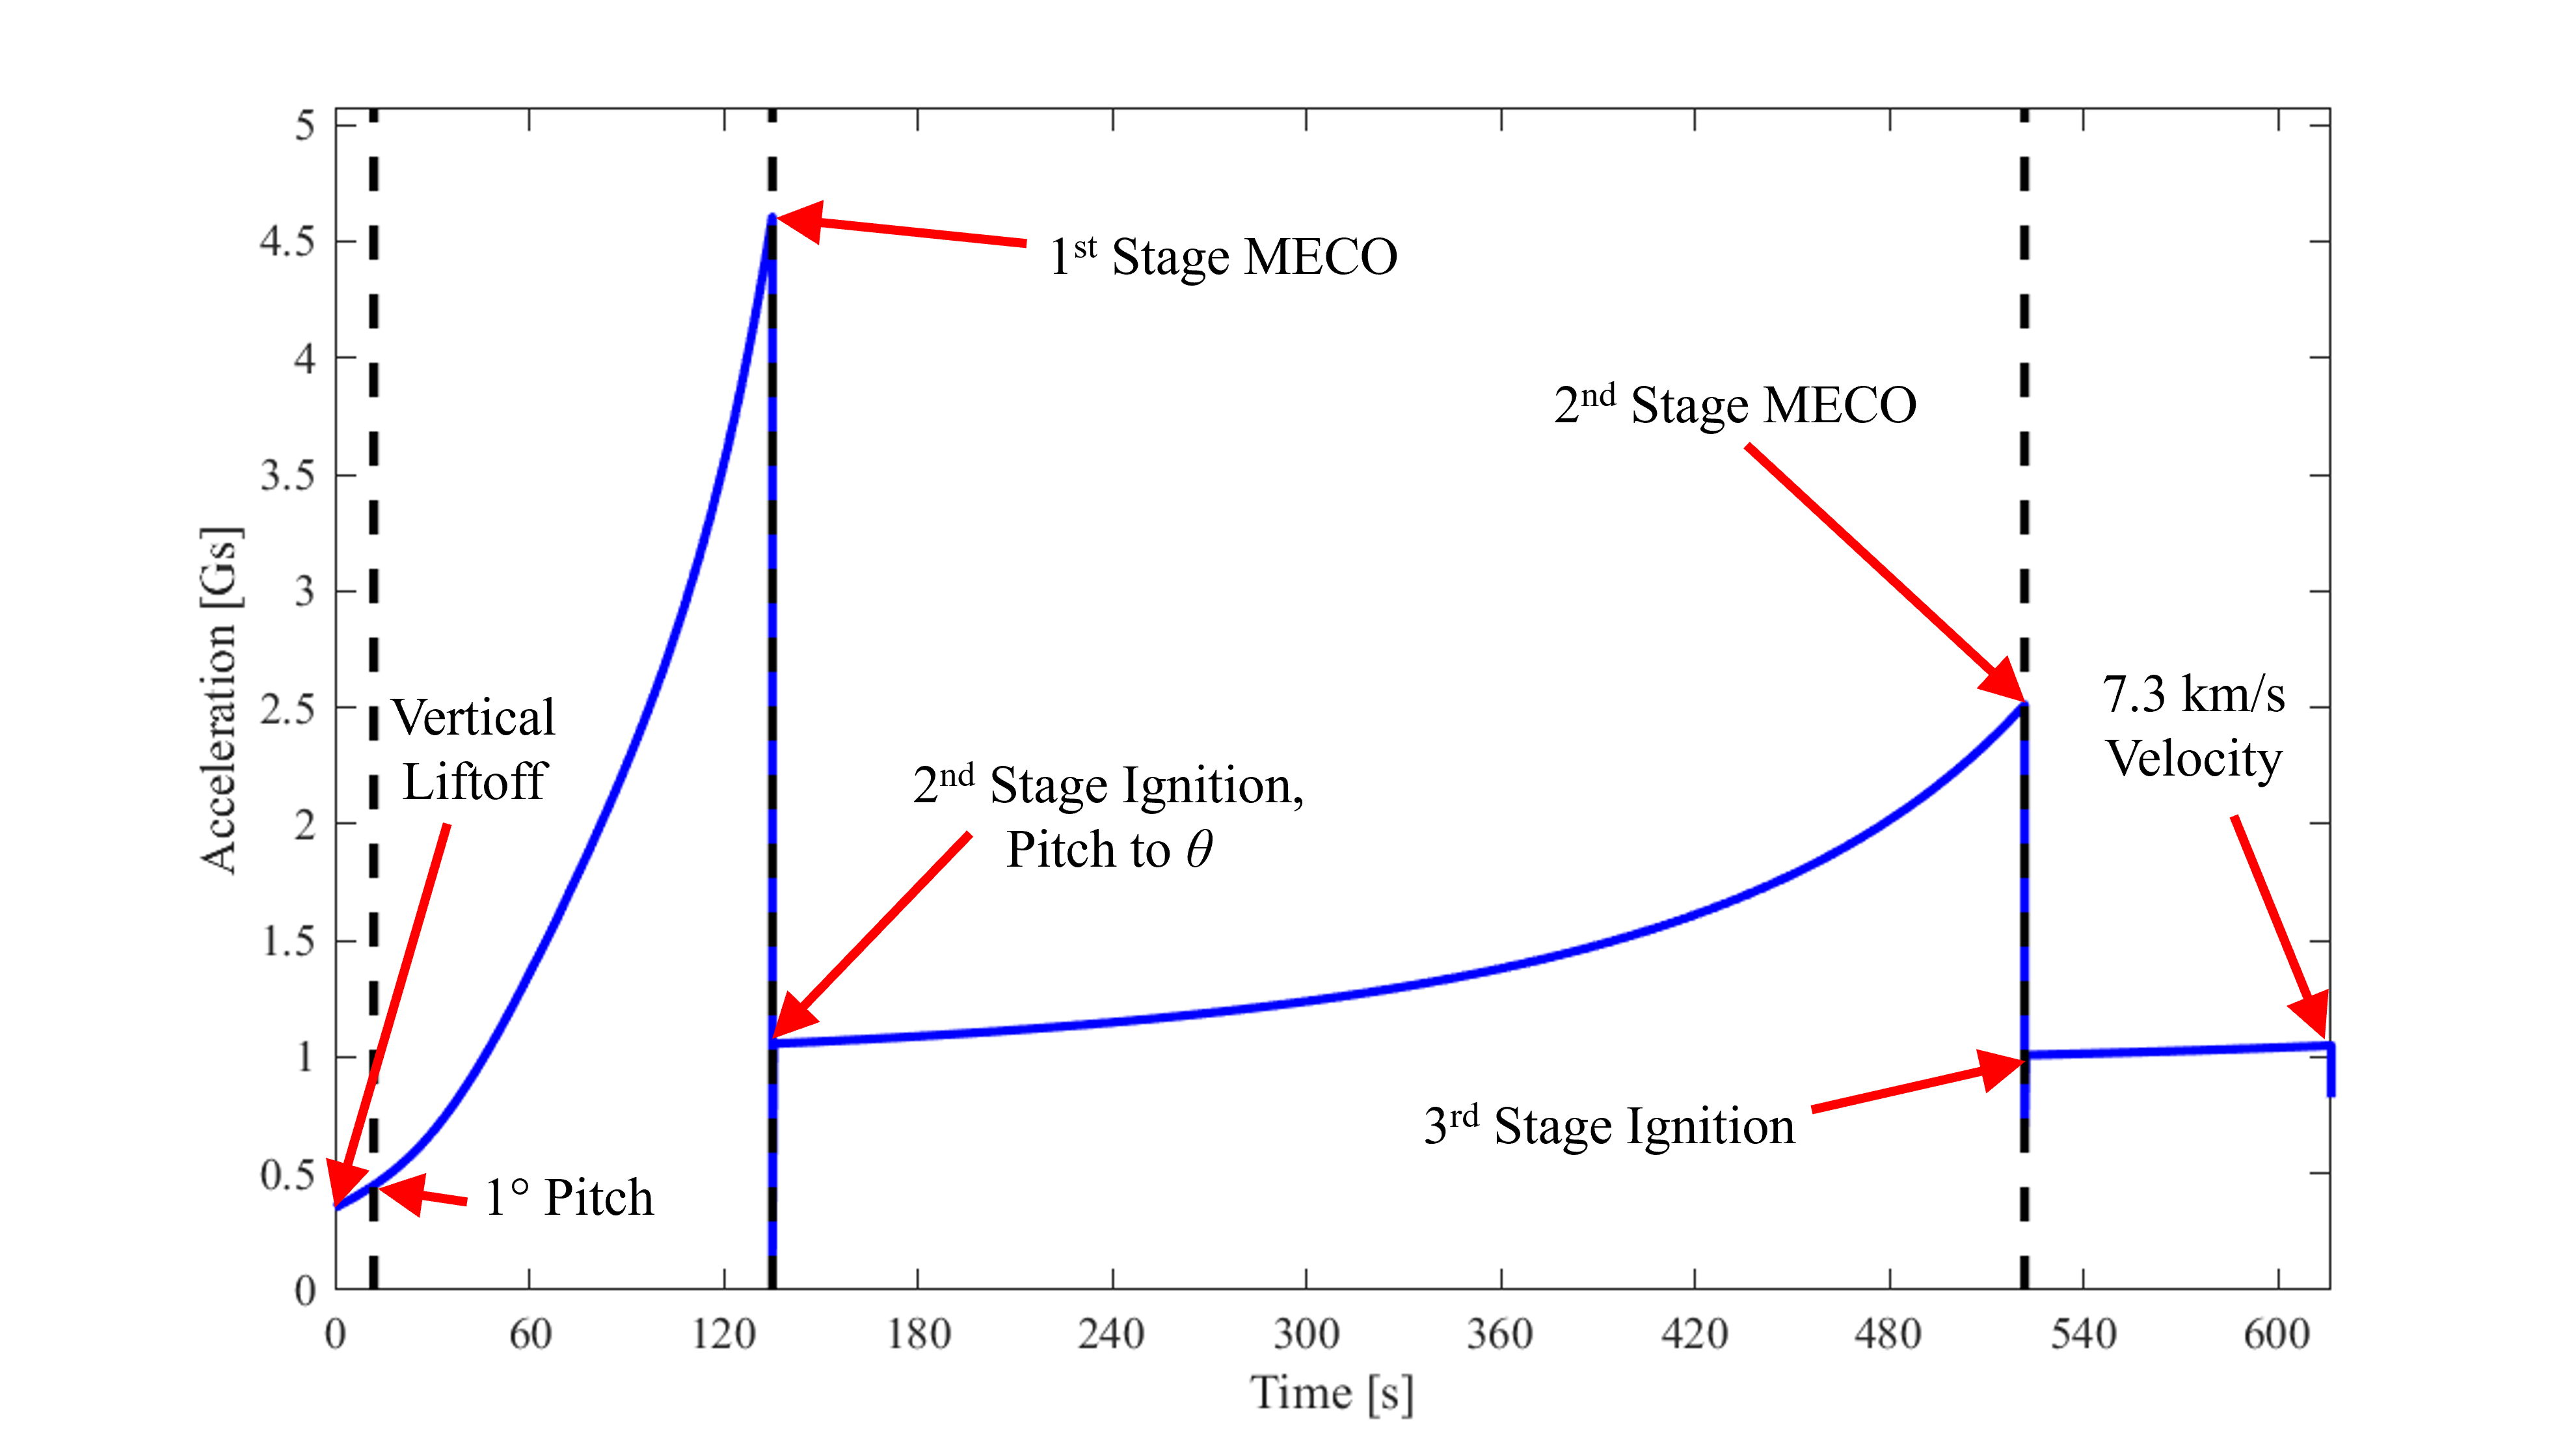 5
4.5
4
3.5
3
2.5
2
1.5
1
0.5
0
Acceleration [Gs]
0 60 120 180 240 300 360 420 480 540 600
Time [s]
1st Stage MECO
2nd Stage MECO
Vertical
Liftoff
7.3 km/s
Velocity
2nd Stage Ignition,
Pitch to θ
3rd Stage Ignition
1° Pitch